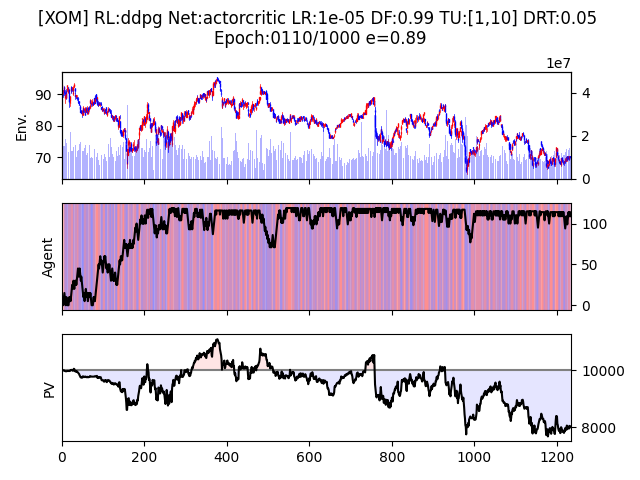 [XOM] RL:ddpg Net:actorcritic LR:1e-05 DF:0.99 TU:[1,10] DRT:0.05
Epoch:0110/1000 e=0.89
1e7
90
80
70
Env.
4
2
0
Agent
100
50
0
PV
10000
8000
0 200 400 600 800 1000 1200